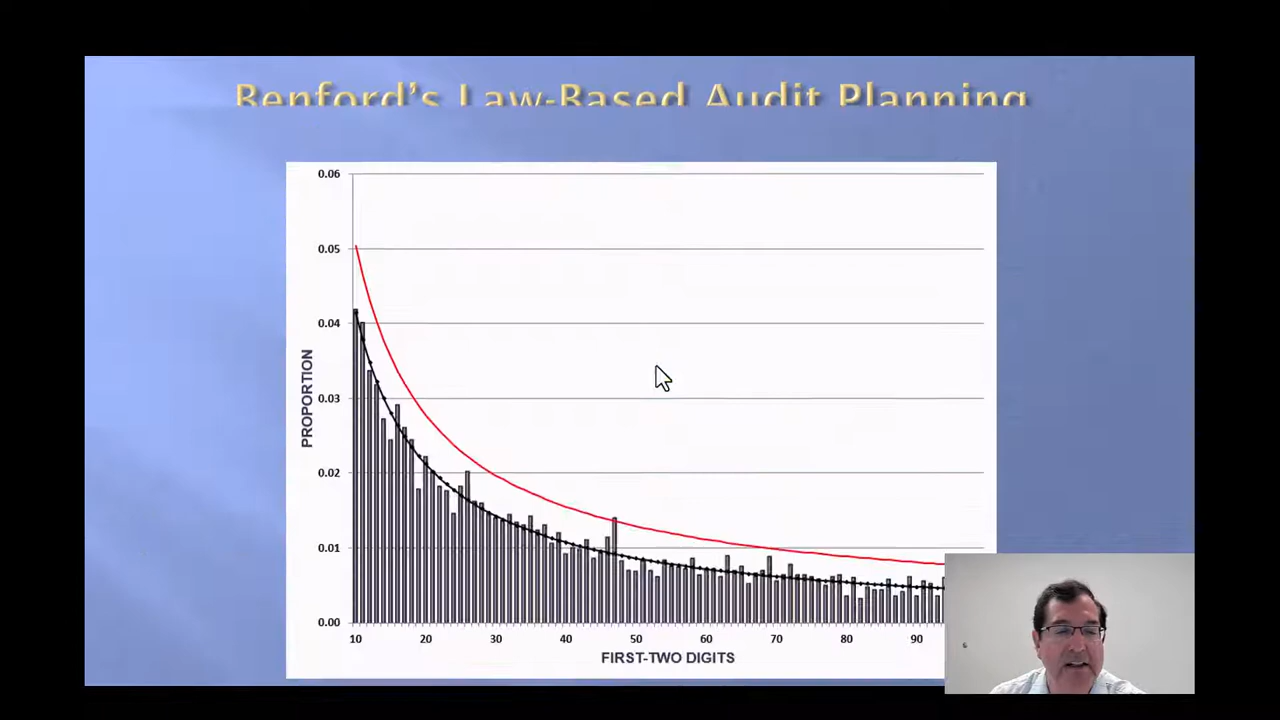 Benford's Law-Based Audit Planning
0.06
0.05
0.04
0.03
0.02
0.01
0.00
PROPORTION
10 20 30 40 50 60 70 80 90
FIRST-TWO DIGITS